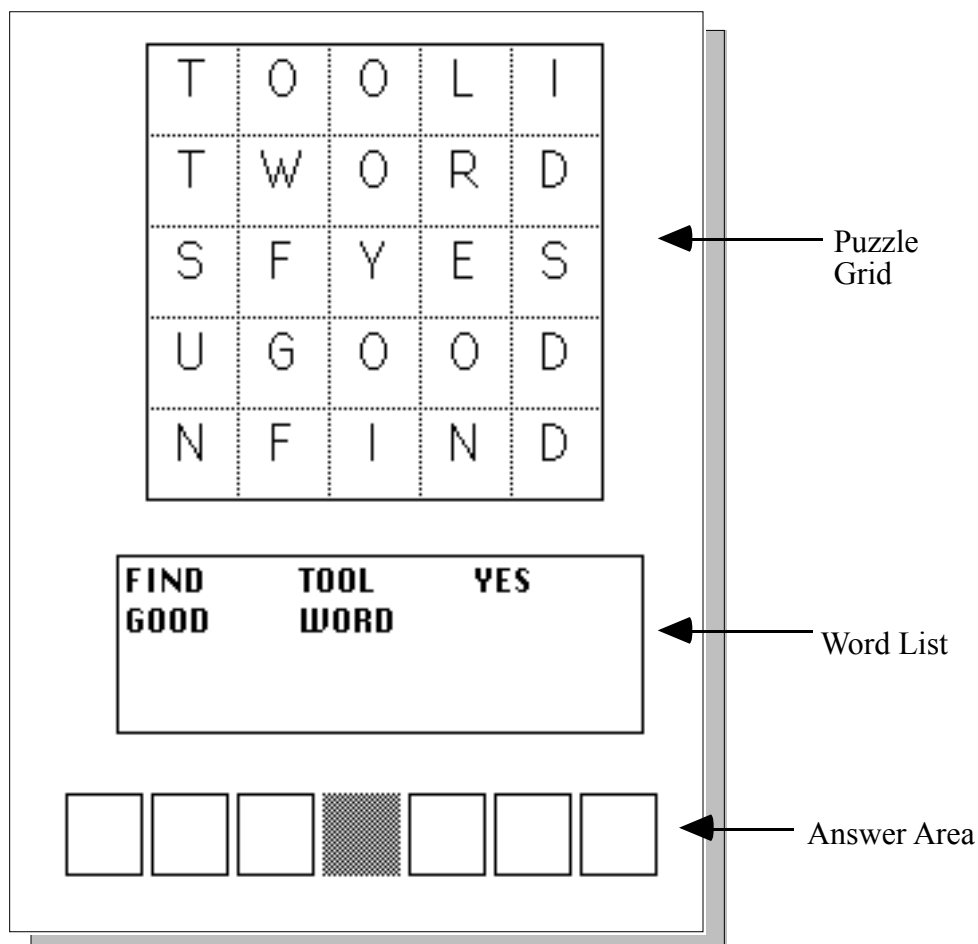 T O O L I
T W O R D
S F Y E S
U G O O D
N F I N D
Puzzle
Grid
FIND TOOL YES
GOOD WORD
Word List
Answer Area